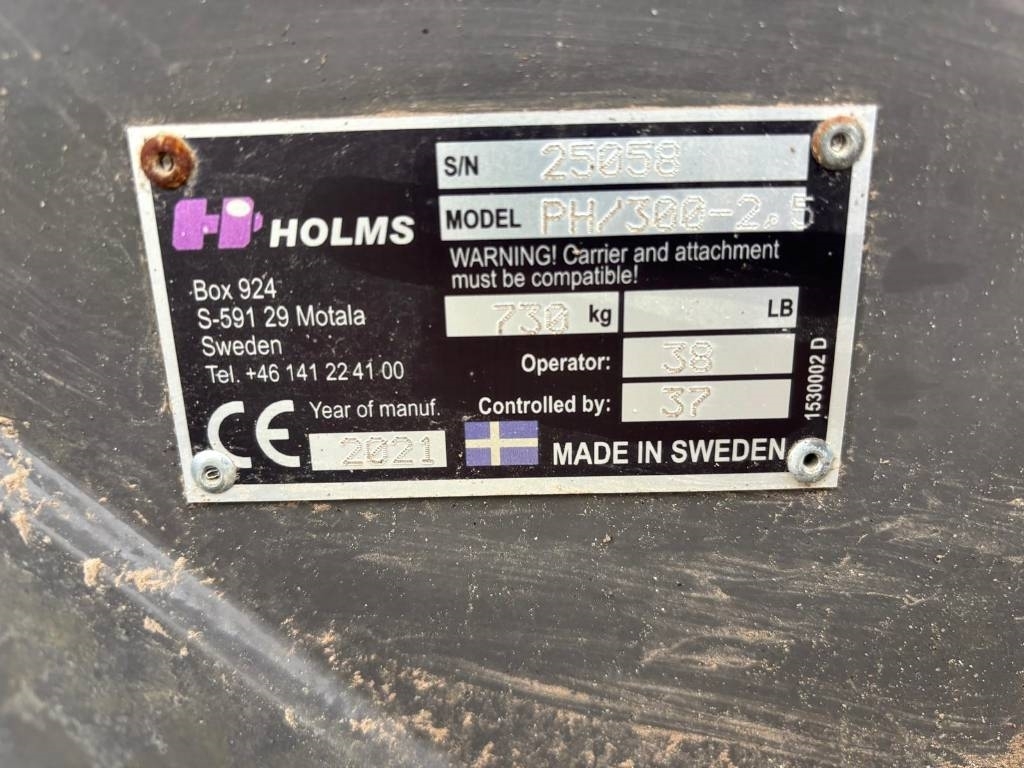 HOLMS
Box 924
S-591 29 Motala
Sweden
Tel. +46 141 22 41 00
CE
Year of manuf.
2021
S/N 25058
MODEL PH/300-2.5
WARNING! Carrier and attachment
must be compatible!
730 kg
LB
Operator: 38
Controlled by: 37
MADE IN SWEDEN
1530002 D